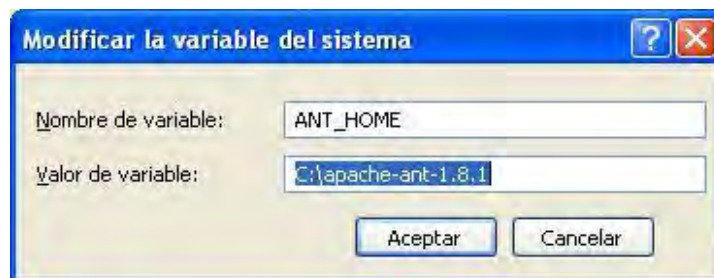 Modificar la variable del sistema
Nombre de variable: ANT_HOME
Valor de variable: C:\apache-ant-1.8.1
Aceptar Cancelar